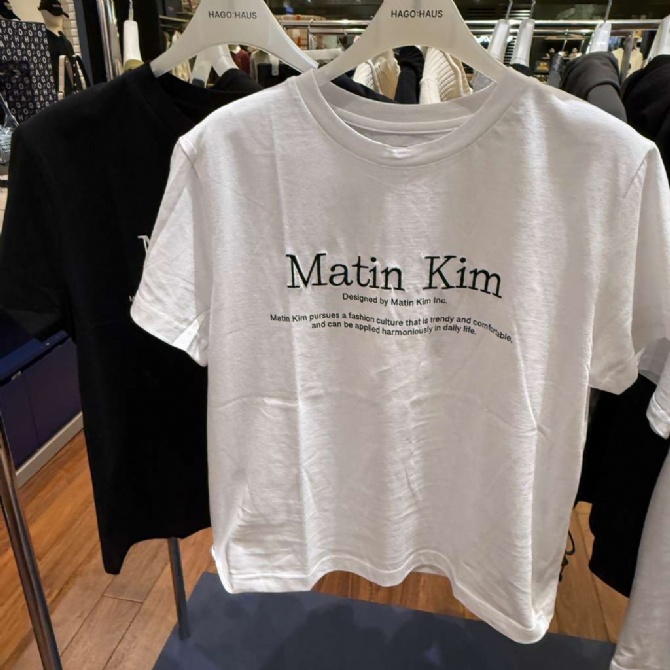 HAGO:HAUS
HAGO:HAUS
Matin Kim
Designed by Matin Kim Inc.
Matin Kim pursues a fashion culture that is trendy and comfortable.
and can be applied harmoniously in daily life.